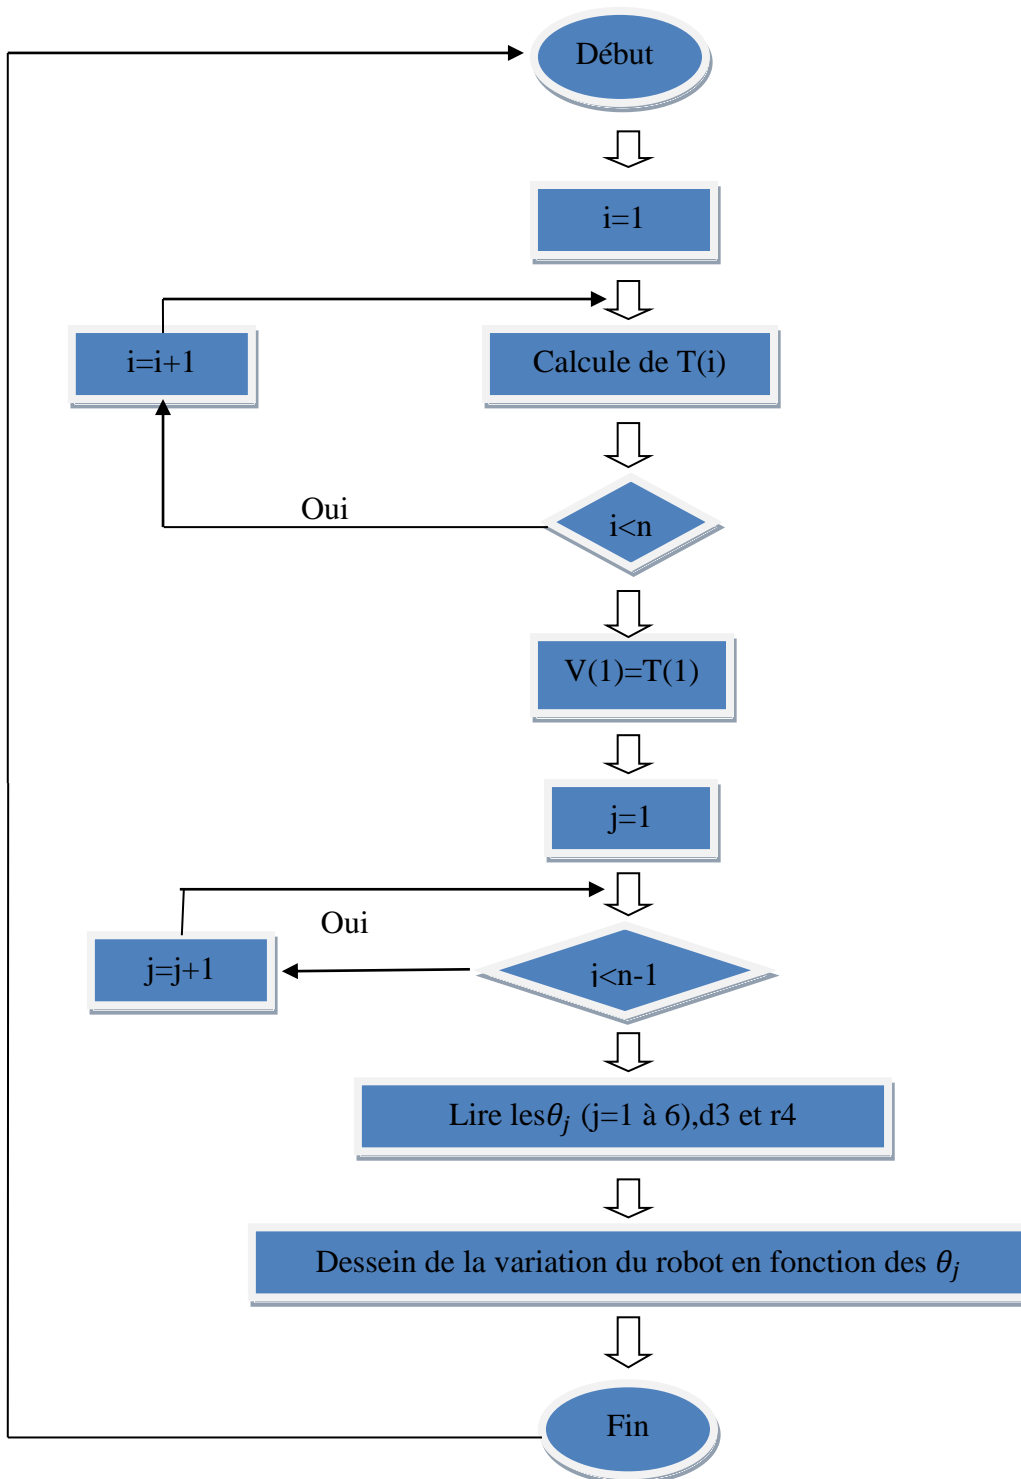 Début
i=1
i=i+1
Calcule de T(i)
Oui
i<n
V(1)=T(1)
j=1
Oui
j=j+1
j<n-1
Lire lesθj (j=1 à 6),d3 et r4
Dessein de la variation du robot en fonction des θj
Fin